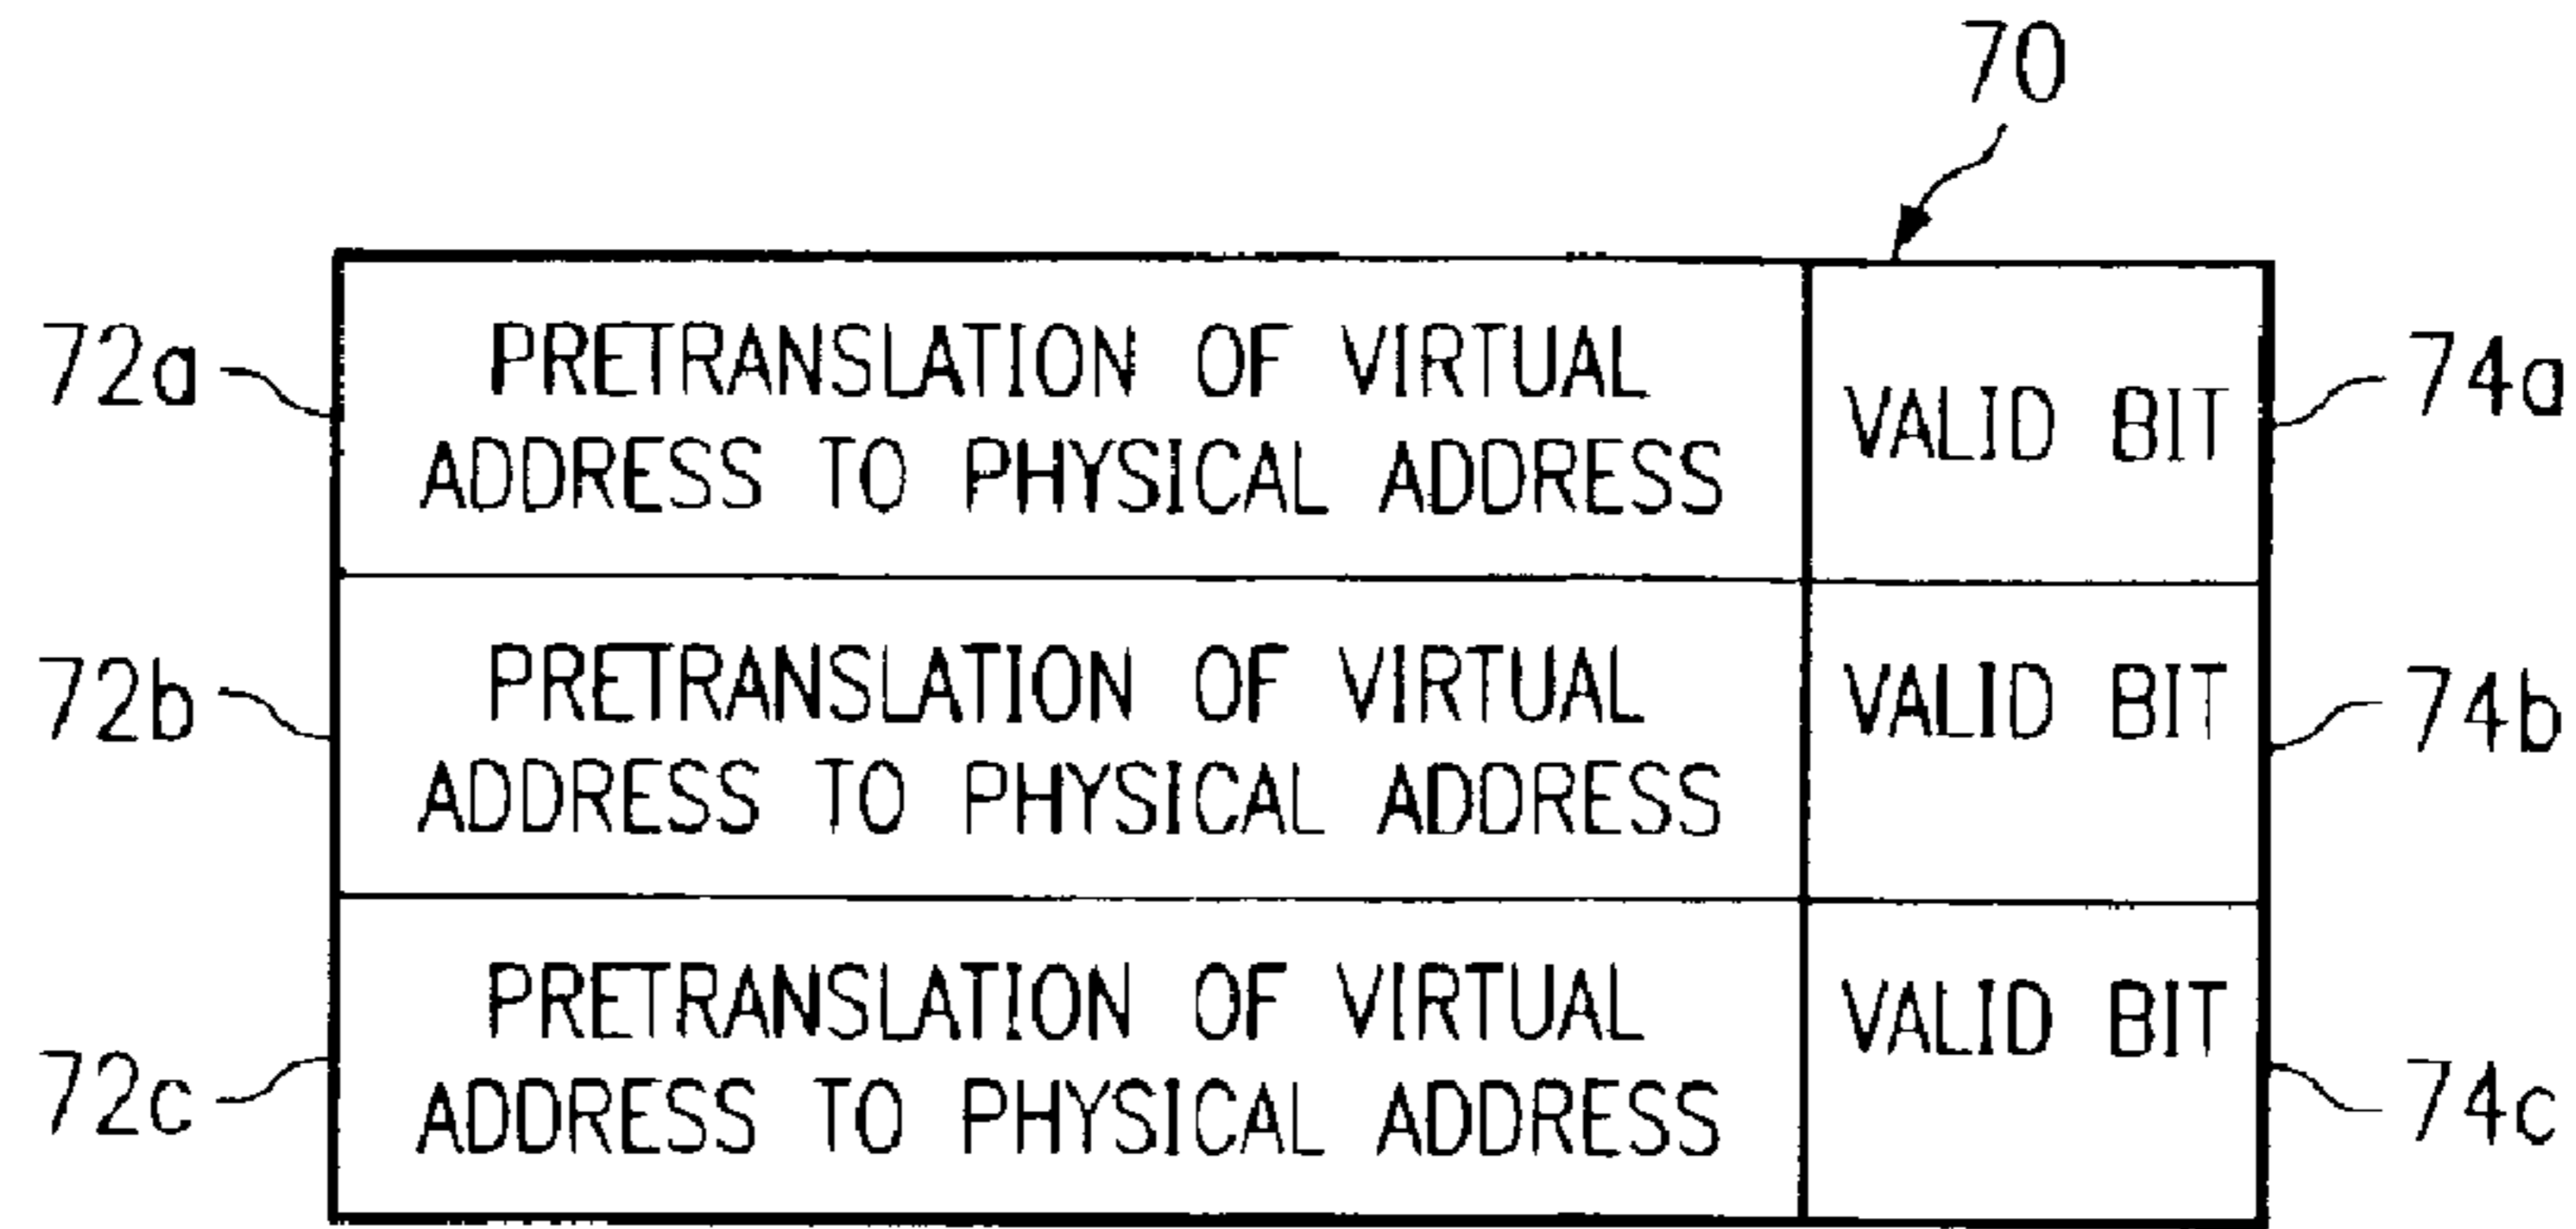 70
72a
PRETRANSLATION OF VIRTUAL
ADDRESS TO PHYSICAL ADDRESS
VALID BIT
74a
72b
PRETRANSLATION OF VIRTUAL
ADDRESS TO PHYSICAL ADDRESS
VALID BIT
74b
72c
PRETRANSLATION OF VIRTUAL
ADDRESS TO PHYSICAL ADDRESS
VALID BIT
74c